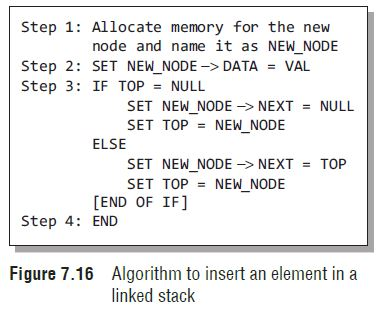 Step 1: Allocate memory for the new
node and name it as NEW_NODE
Step 2: SET NEW_NODE -> DATA = VAL
Step 3: IF TOP = NULL
SET NEW_NODE -> NEXT = NULL
SET TOP = NEW_NODE
ELSE
SET NEW_NODE -> NEXT = TOP
SET TOP = NEW_NODE
[END OF IF]
Step 4: END
Figure 7.16 Algorithm to insert an element in a
linked stack